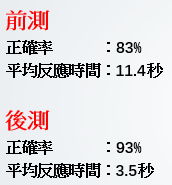 前測
正確率　　　：83%
平均反應時間：11.4秒
後測
正確率　　　：93%
平均反應時間：3.5秒